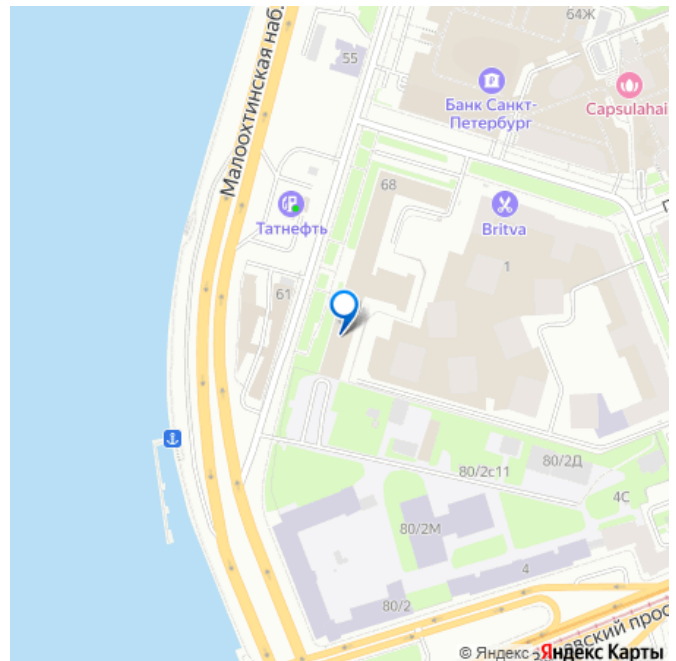 64Ж
Малоохтинская наб.
55
Банк Санкт-
Петербург
Capsulahai
68
Татнефть
Britva
61
1
80/2с11
80/2Д
4С
80/2М
4
80/2
© Яндекс
Яндекс Карты